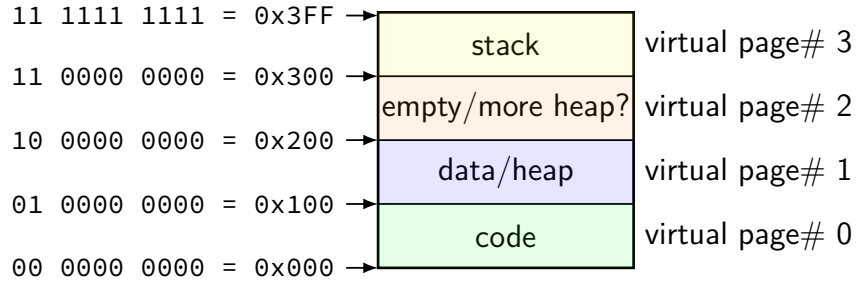 11 1111 1111 = 0x3FF
stack virtual page# 3
11 0000 0000 = 0x300
empty/more heap? virtual page# 2
10 0000 0000 = 0x200
data/heap virtual page# 1
01 0000 0000 = 0x100
code virtual page# 0
00 0000 0000 = 0x000